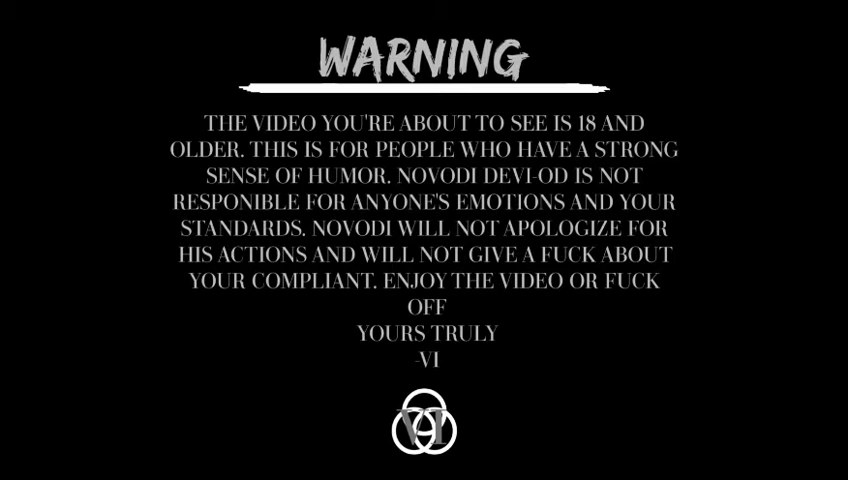 WARNING
THE VIDEO YOU'RE ABOUT TO SEE IS 18 AND
OLDER. THIS IS FOR PEOPLE WHO HAVE A STRONG
SENSE OF HUMOR. NOVODI DEVI-OD IS NOT
RESPONIBLE FOR ANYONE'S EMOTIONS AND YOUR
STANDARDS. NOVODI WILL NOT APOLOGIZE FOR
HIS ACTIONS AND WILL NOT GIVE A FUCK ABOUT
YOUR COMPLIANT. ENJOY THE VIDEO OR FUCK
OFF
YOURS TRULY
-VI
VI